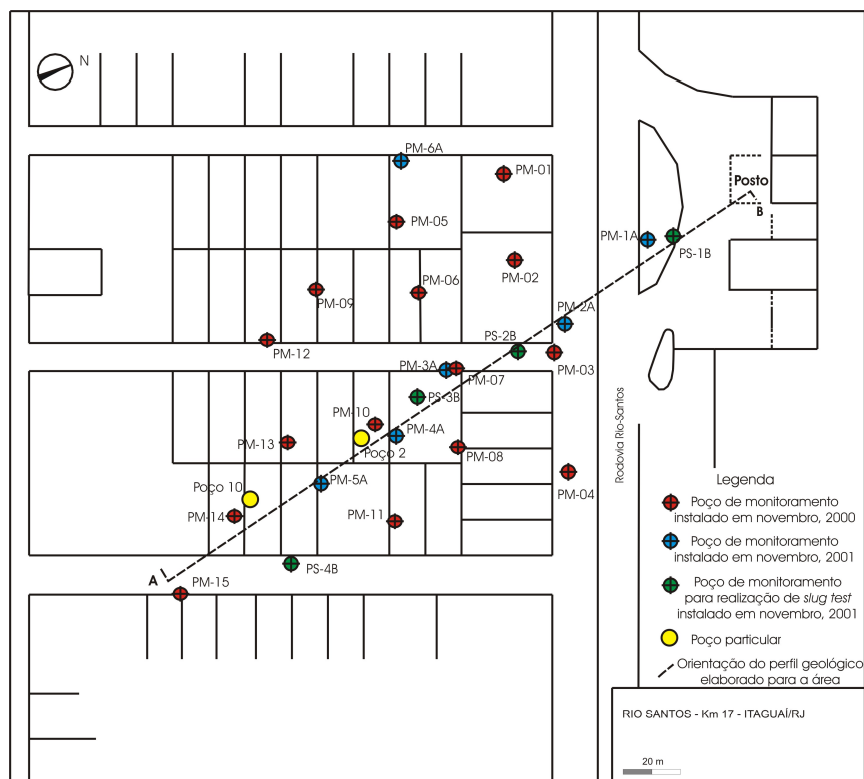 N
PM-6A
PM-01
PM-05
Posto
B
PM-1A
PS-1B
PM-02
PM-06
PM-09
PM-2A
PS-2B
PM-12
PM-03
PM-3A
PM-07
PS-3B
PM-10
PM-4A
PM-13
Poço 2
PM-08
Rodovia Rio-Santos
PM-04
Poço 10
PM-5A
PM-14
PM-11
PS-4B
A
PM-15
Legenda
Poço de monitoramento
instalado em novembro, 2000
Poço de monitoramento
instalado em novembro, 2001
Poço de monitoramento
para realização de slug test
instalado em novembro, 2001
Poço particular
Orientação do perfil geológico
elaborado para a área
RIO SANTOS - Km 17 - ITAGUAÍ/RJ
20 m